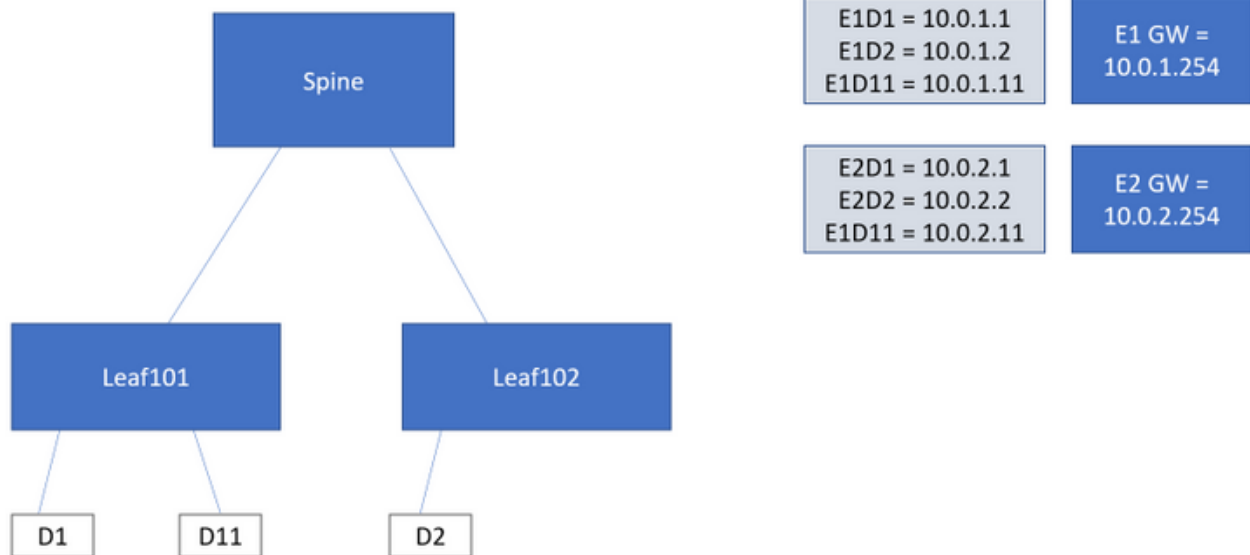 Spine
E1D1 = 10.0.1.1
E1D2 = 10.0.1.2
E1D11 = 10.0.1.11
E1 GW =
10.0.1.254
E2D1 = 10.0.2.1
E2D2 = 10.0.2.2
E1D11 = 10.0.2.11
E2 GW =
10.0.2.254
Leaf101
Leaf102
D1
D11
D2